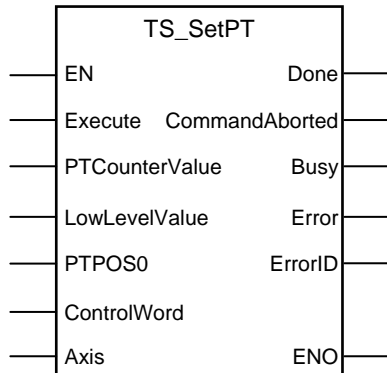 TS_SetPT
EN Done
Execute CommandAborted
PTCounterValue Busy
LowLevelValue Error
PTPOS0 ErrorID
ControlWord
Axis ENO